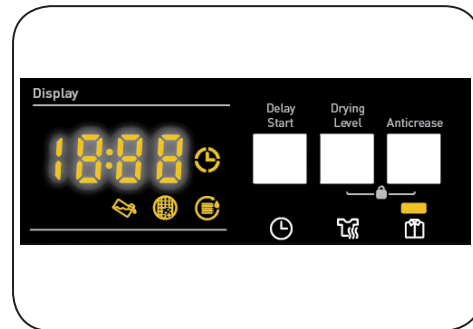 Display
Delay
Start
Drying
Level
Anticrease
18:88